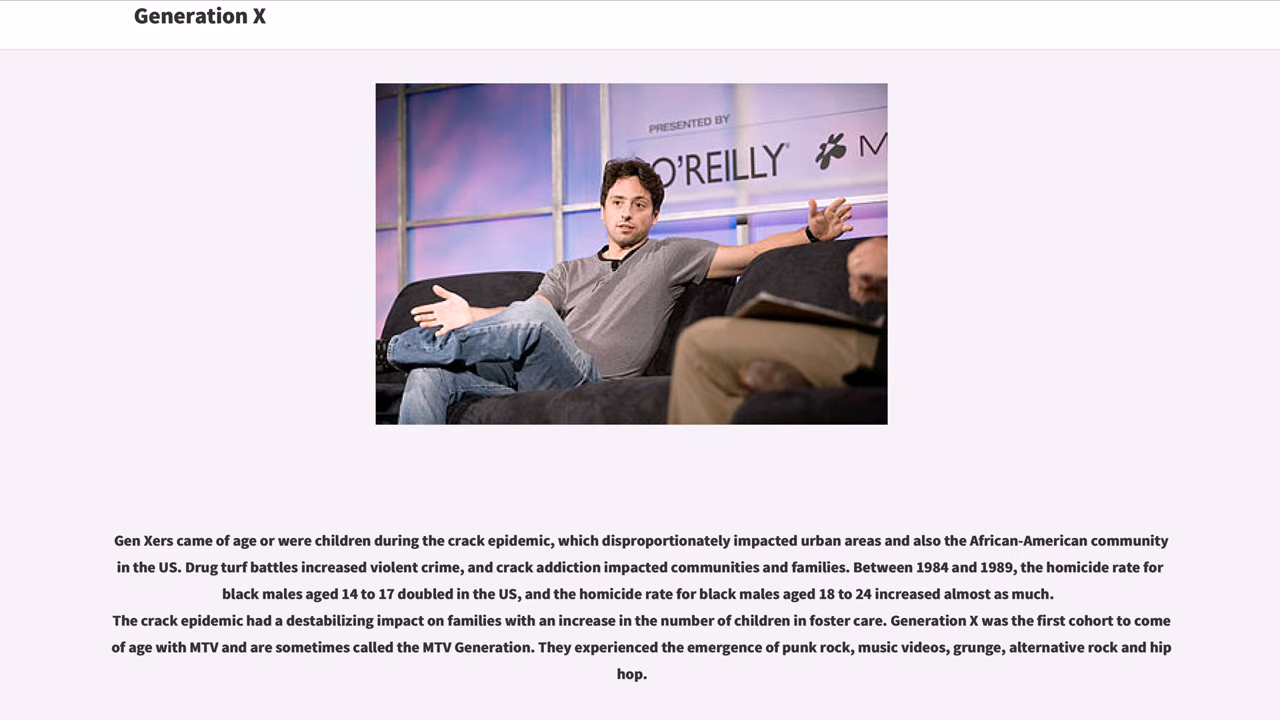 Generation X
PRESENTED BY
O'REILLY
Gen Xers came of age or were children during the crack epidemic, which disproportionately impacted urban areas and also the African-American community
in the US. Drug turf battles increased violent crime, and crack addiction impacted communities and families. Between 1984 and 1989, the homicide rate for
black males aged 14 to 17 doubled in the US, and the homicide rate for black males aged 18 to 24 increased almost as much.
The crack epidemic had a destabilizing impact on families with an increase in the number of children in foster care. Generation X was the first cohort to come
of age with MTV and are sometimes called the MTV Generation. They experienced the emergence of punk rock, music videos, grunge, alternative rock and hip
hop.